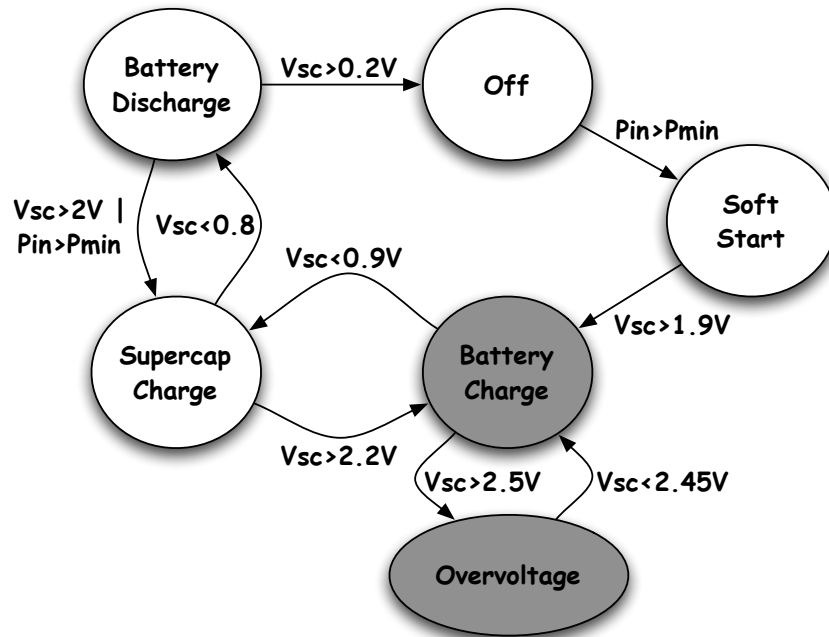 Battery
Discharge
Vsc>0.2V
Off
Pin>Pmin
Soft
Start
Vsc>2V |
Pin>Pmin
Vsc<0.8
Vsc<0.9V
Vsc>1.9V
Supercap
Charge
Battery
Charge
Vsc>2.2V
Vsc>2.5V
Vsc<2.45V
Overvoltage